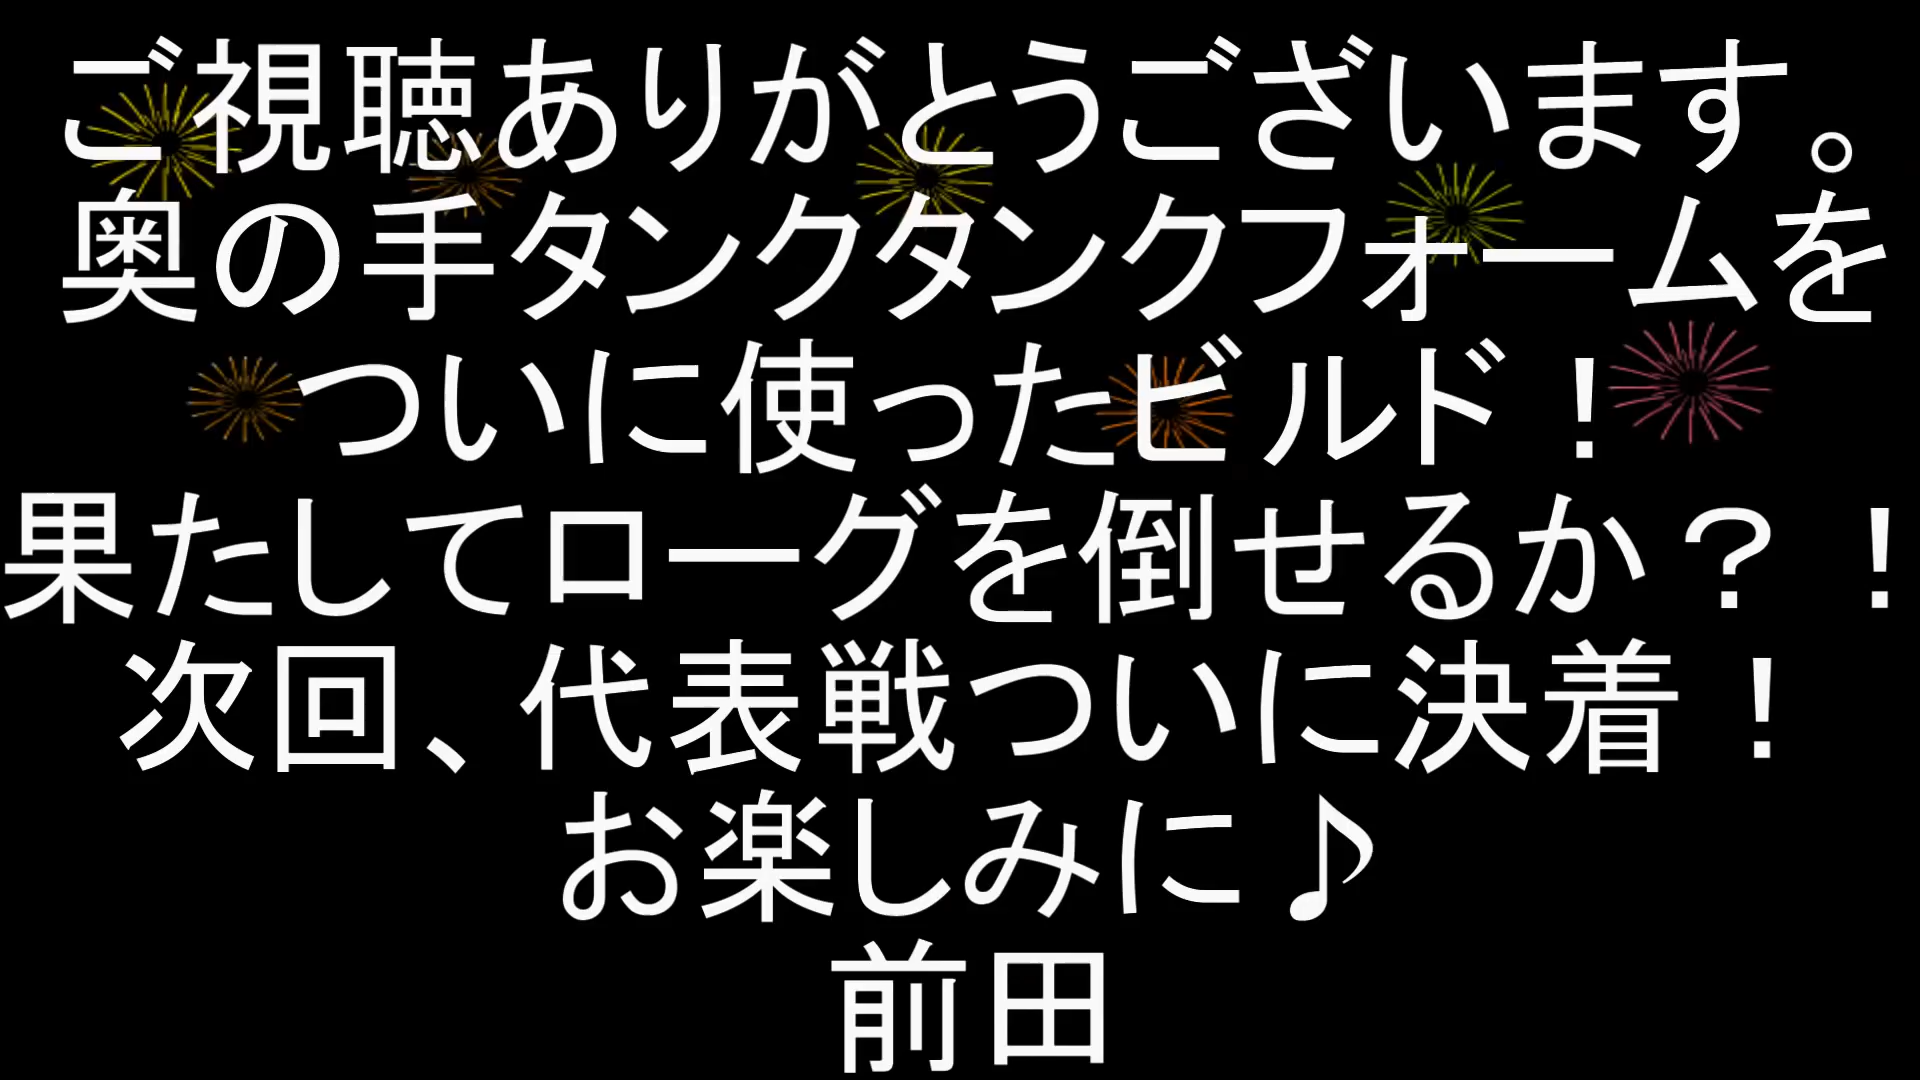 ご視聴ありがとうございます。
奥の手タンクタンクフォームを
ついに使ったビルド！
果たしてローグを倒せるか？！
次回、代表戦ついに決着！
お楽しみに♪
前田